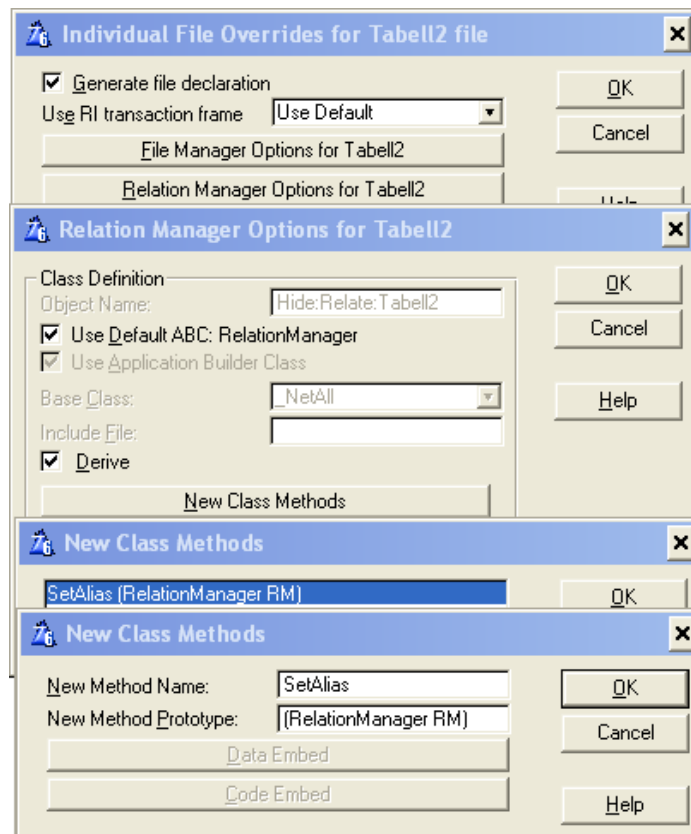 Individual File Overrides for Tabell2 file
Generate file declaration
OK
Use RI transaction frame Use Default
Cancel
File Manager Options for Tabell2
Relation Manager Options for Tabell2
Help
Relation Manager Options for Tabell2
Class Definition
OK
Object Name: Hide:Relate:Tabell2
Use Default ABC: RelationManager
Cancel
Use Application Builder Class
Base Class: _NetAll
Help
Include File:
Derive
New Class Methods
New Class Methods
SetAlias (RelationManager RM)
OK
New Class Methods
New Method Name: SetAlias
OK
New Method Prototype: (RelationManager RM)
Cancel
Data Embed
Code Embed
Help